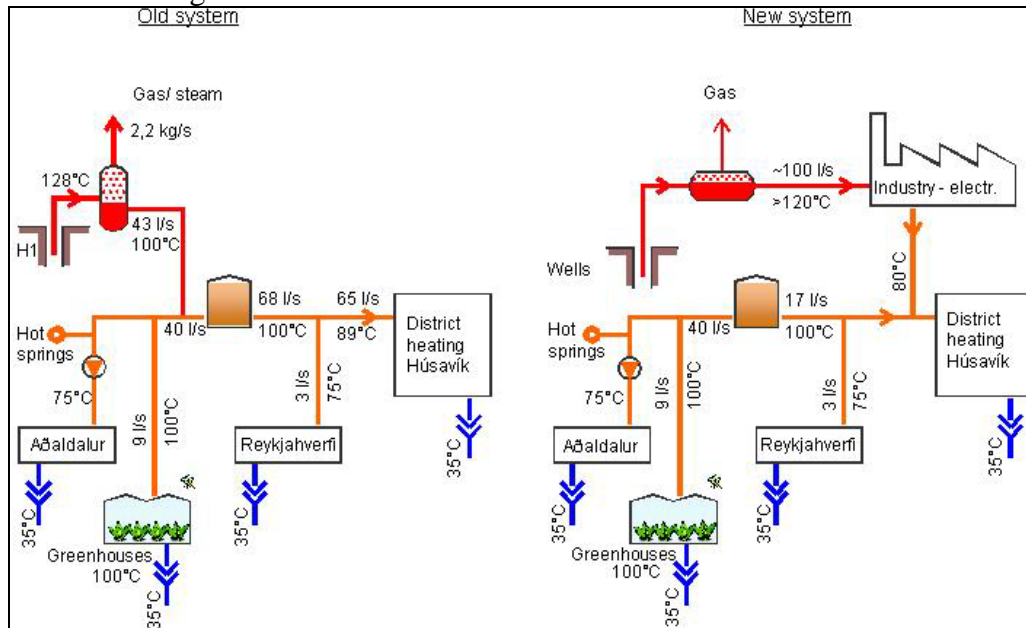 Old system
Gas/ steam
2,2 kg/s
128°C
43 l/s
100°C
H1
68 l/s
65 l/s
40 l/s
100°C
89°C
Hot
springs
District
heating
Húsavík
75°C
9 l/s
100°C
3 l/s
75°C
Aðaldalur
Reykjahverfi
35°C
35°C
35°C
Greenhouses
100°C
35°C
New system
Gas
~100 l/s
>120°C
Industry - electr.
Wells
80°C
17 l/s
40 l/s
100°C
Hot
springs
District
heating
Húsavík
75°C
9 l/s
100°C
3 l/s
75°C
Aðaldalur
Reykjahverfi
35°C
35°C
35°C
Greenhouses
100°C
35°C